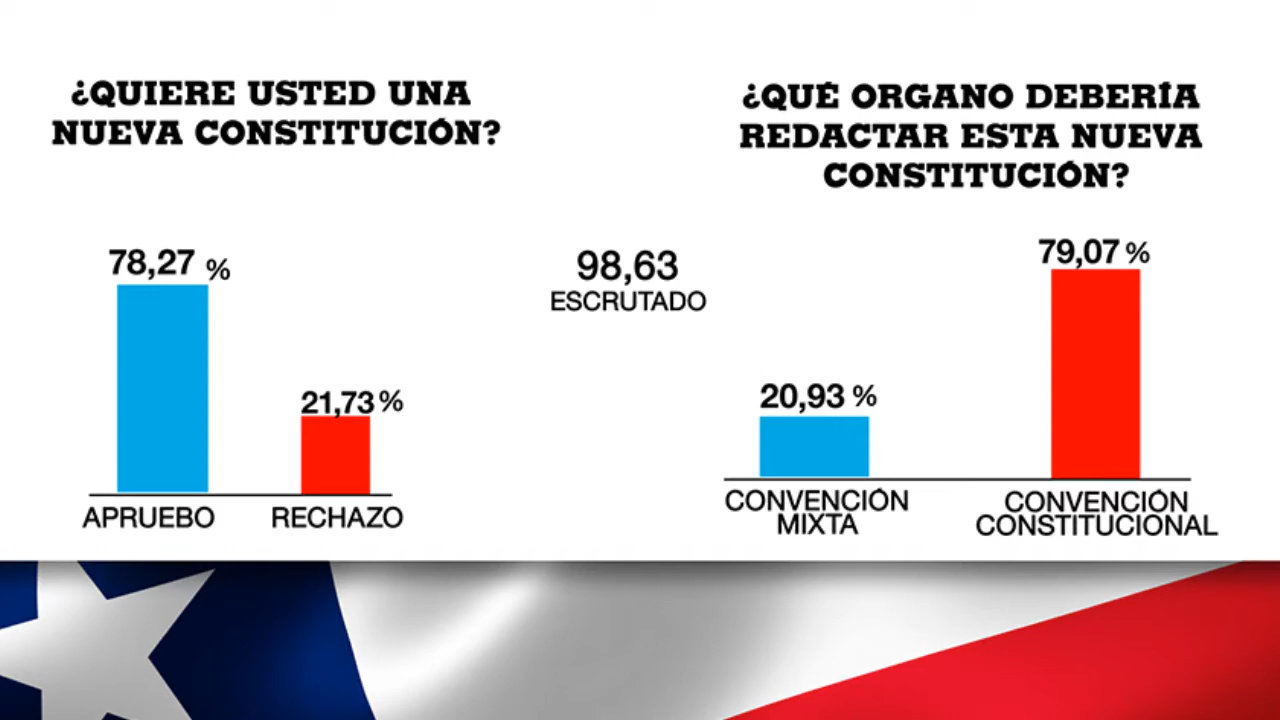 ¿QUIERE USTED UNA
NUEVA CONSTITUCIÓN?
78,27 %
21,73 %
APRUEBO
RECHAZO
98,63
ESCRUTADO
¿QUÉ ORGANO DEBERÍA
REDACTAR ESTA NUEVA
CONSTITUCIÓN?
20,93 %
79,07 %
CONVENCIÓN
MIXTA
CONVENCIÓN
CONSTITUCIONAL